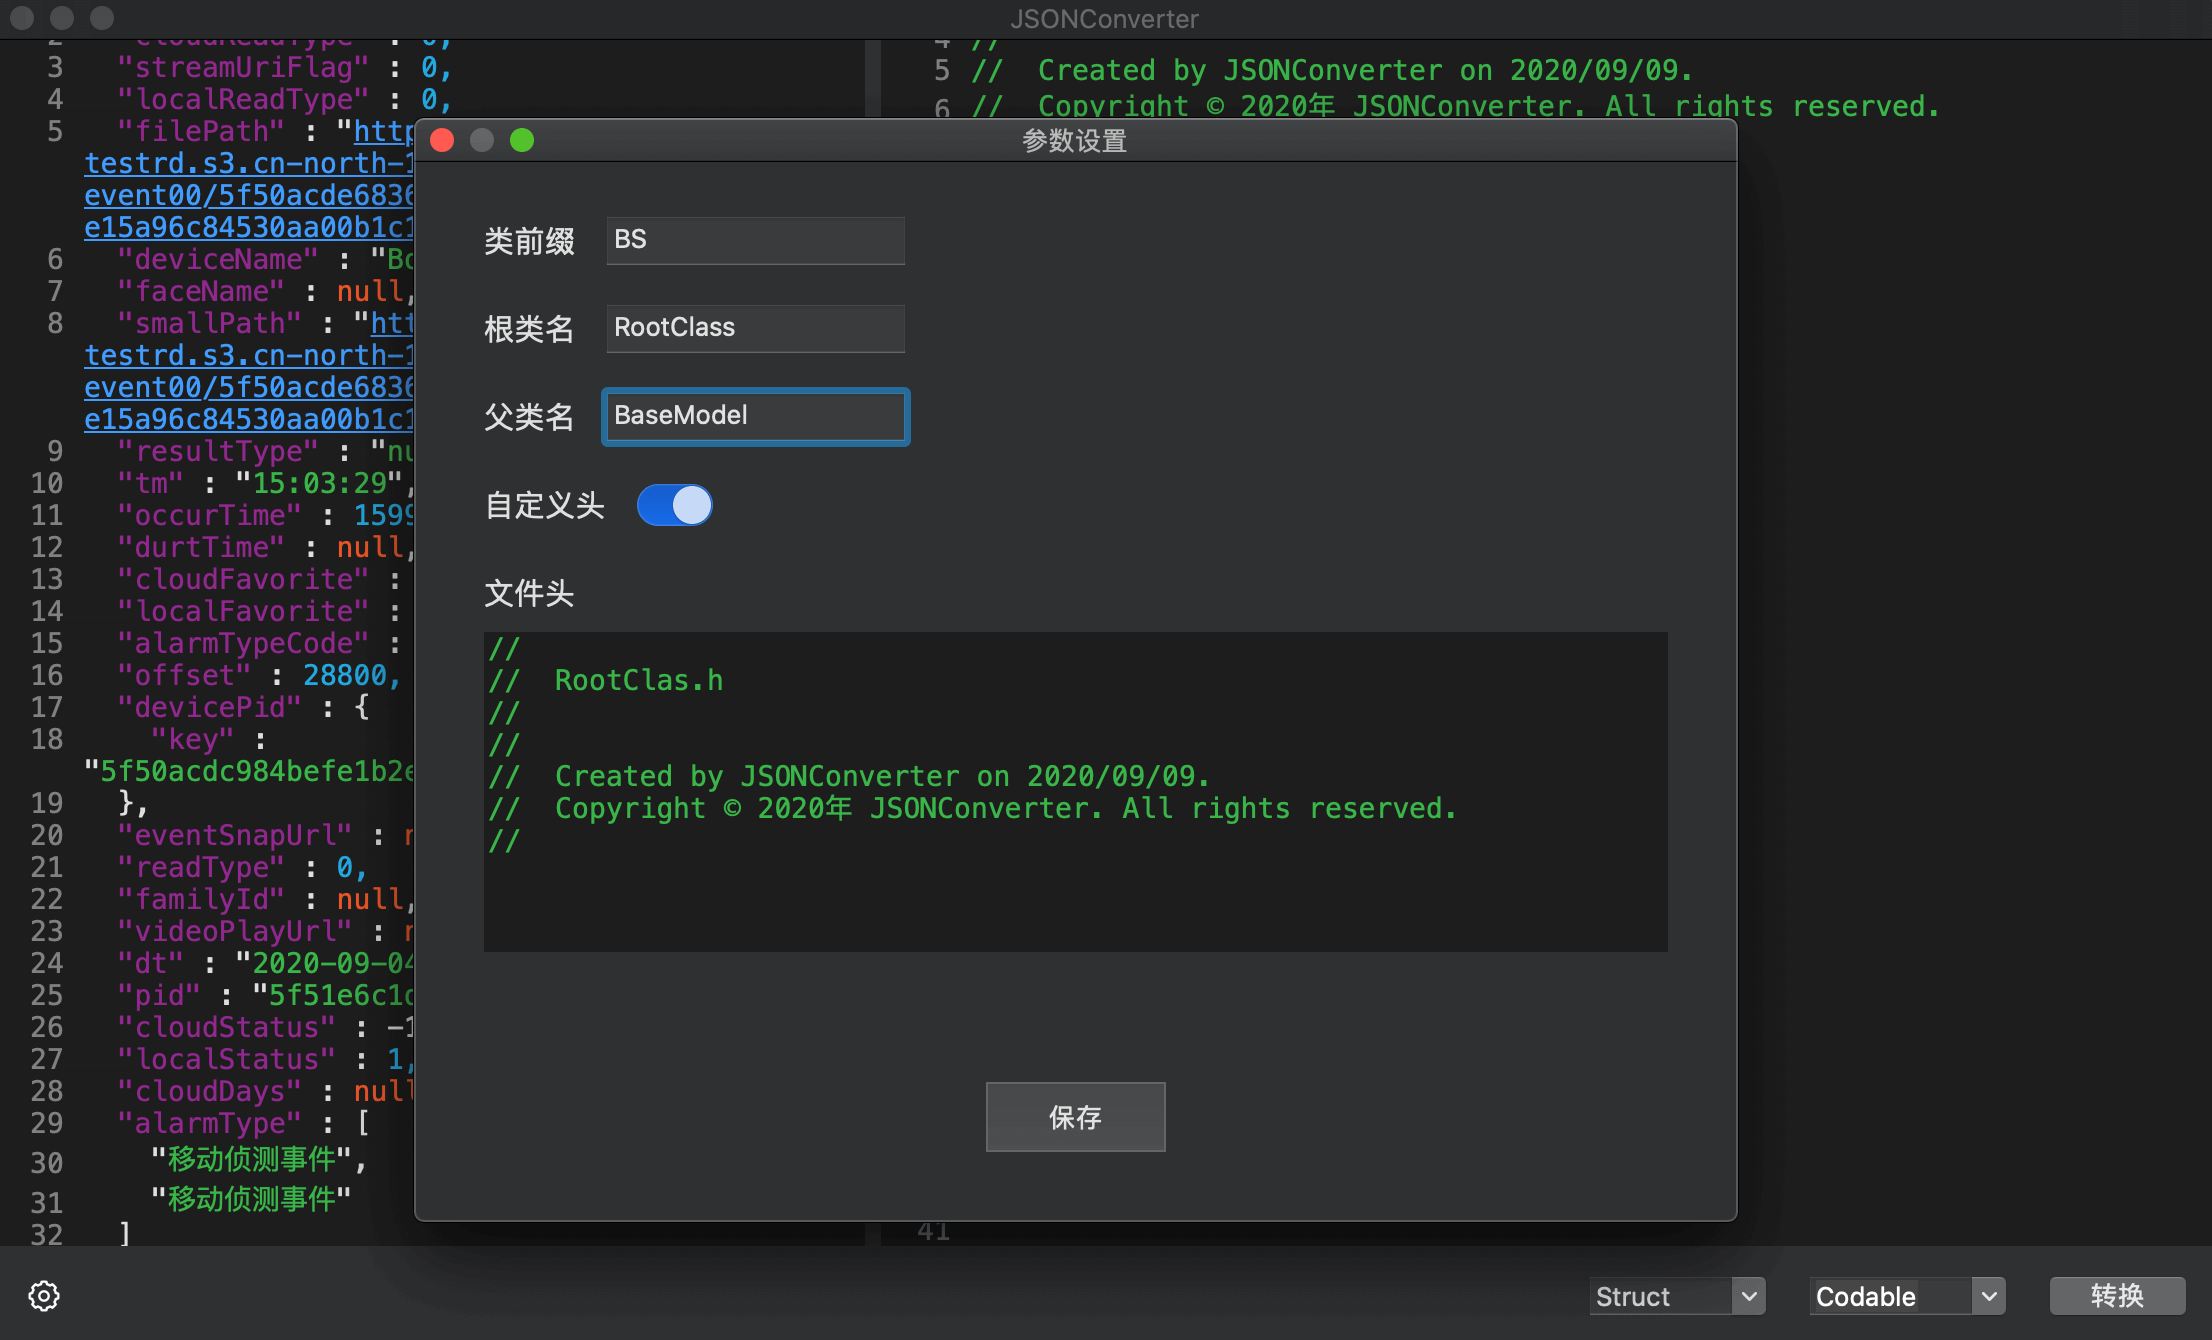 JSONConverter
3 "streamUriFlag" : 0,
4 "localReadType" : 0,
5 "filePath" : "http
testrd.s3.cn-north-1
event00/5f50acde6836
e15a96c84530aa00b1c1
6 "deviceName" : "Bo
7 "faceName" : null,
8 "smallPath" : "htt
testrd.s3.cn-north-1
event00/5f50acde6836
e15a96c84530aa00b1c1
9 "resultType" : "nu
10 "tm" : "15:03:29",
11 "occurTime" : 1599
12 "durtTime" : null,
13 "cloudFavorite" :
14 "localFavorite" :
15 "alarmTypeCode" :
16 "offset" : 28800,
17 "devicePid" : {
18 "key" :
"5f50acdc984befe1b2e
19 },
20 "eventSnapUrl" : n
21 "readType" : 0,
22 "familyId" : null,
23 "videoPlayUrl" : n
24 "dt" : "2020-09-04
25 "pid" : "5f51e6c1
26 "cloudStatus" : -1
27 "localStatus" : 1,
28 "cloudDays" : null
29 "alarmType" : [
30 "移动侦测事件",
31 "移动侦测事件"
32 ]
4 //
5 // Created by JSONConverter on 2020/09/09.
6 // Copyright © 2020年 JSONConverter. All rights reserved.
41
参数设置
类前缀 BS
根类名 RootClass
父类名 BaseModel
自定义头
文件头
//
// RootClas.h
//
//
// Created by JSONConverter on 2020/09/09.
// Copyright © 2020年 JSONConverter. All rights reserved.
//
保存
Struct
Codable
转换